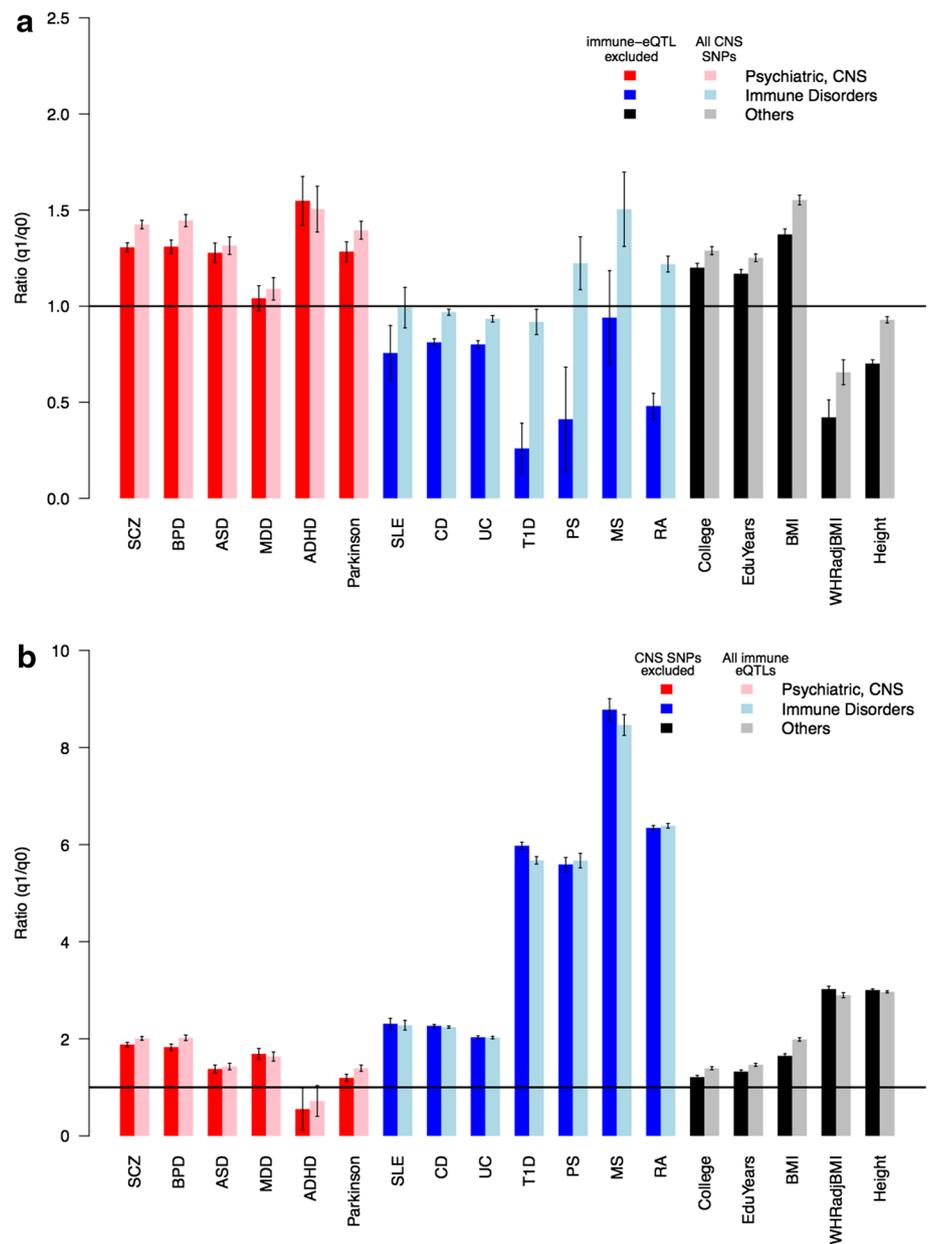 a
2.5
2.0
1.5
1.0
0.5
0.0
Ratio (q1/q0)
immune−eQTL All CNS
excluded SNPs
Psychiatric, CNS
Immune Disorders
Others
SCZ
BPD
ASD
MDD
ADHD
Parkinson
SLE
CD
UC
T1D
PS
MS
RA
College
EduYears
BMI
WHRadjBMI
Height
b
10
8
6
4
2
0
Ratio (q1/q0)
CNS SNPs All immune
excluded eQTLs
Psychiatric, CNS
Immune Disorders
Others
SCZ
BPD
ASD
MDD
ADHD
Parkinson
SLE
CD
UC
T1D
PS
MS
RA
College
EduYears
BMI
WHRadjBMI
Height